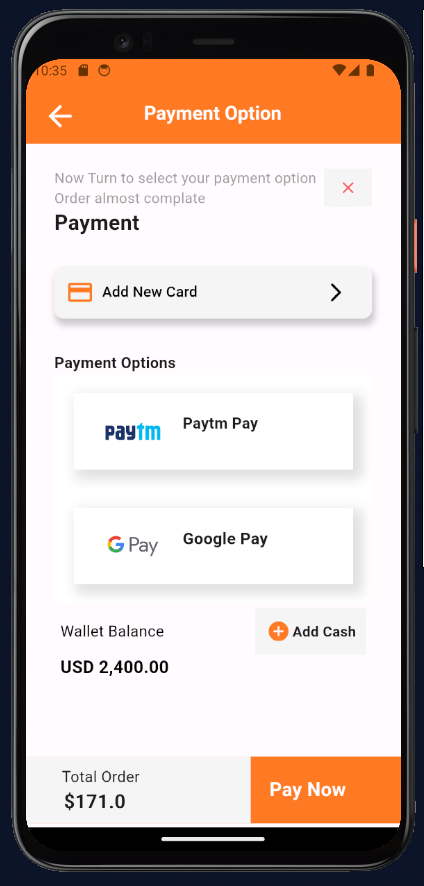 10:35
Payment Option
Now Turn to select your payment option
Order almost complate
Payment
Add New Card
Payment Options
paytm
Paytm Pay
G Pay
Google Pay
Wallet Balance
Add Cash
USD 2,400.00
Total Order
$171.0
Pay Now